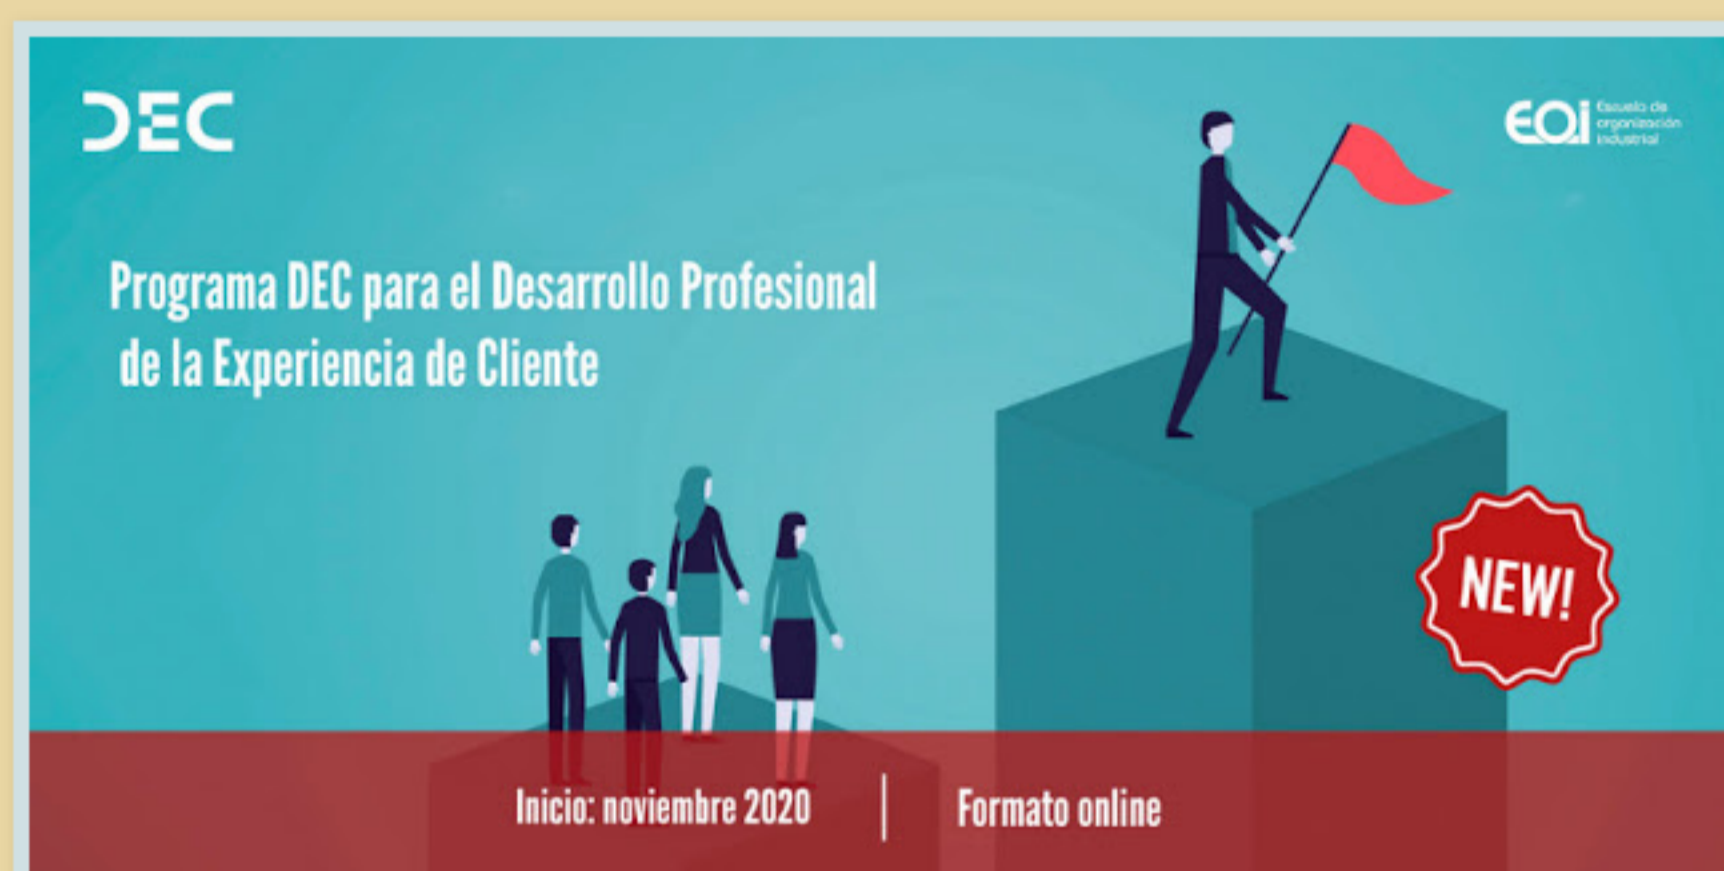 DEC
EOI
Escuela de
organización
industrial
Programa DEC para el Desarrollo Profesional
de la Experiencia de Cliente
NEW!
Inicio: noviembre 2020 | Formato online